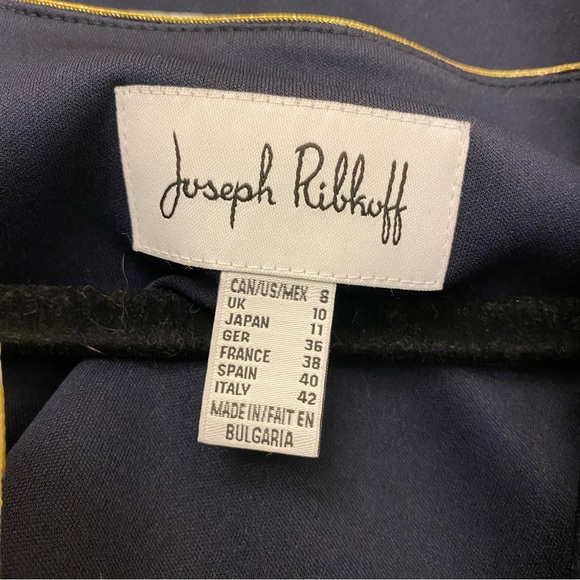 Joseph Ribkoff
CAN/US/MEX 8
UK 10
JAPAN 11
GER 36
FRANCE 38
SPAIN 40
ITALY 42
MADE IN/FAIT EN
BULGARIA